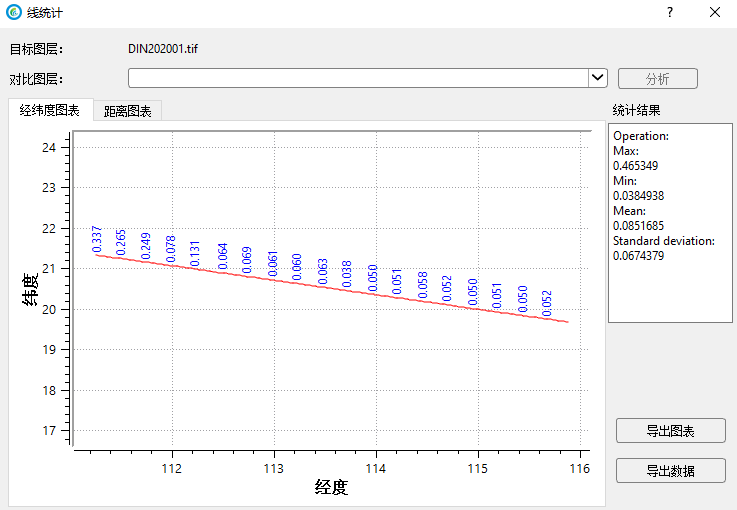 线统计
目标图层：
DIN202001.tif
对比图层：
分析
经纬度图表
距离图表
统计结果
Operation:
Max:
0.465349
Min:
0.0384938
Mean:
0.0851685
Standard deviation:
0.0674379
24
23
22
21
20
19
18
17
纬度
0.337
0.265
0.249
0.078
0.131
0.064
0.069
0.061
0.060
0.063
0.038
0.050
0.051
0.058
0.052
0.050
0.051
0.050
0.052
112
113
114
115
116
经度
导出图表
导出数据